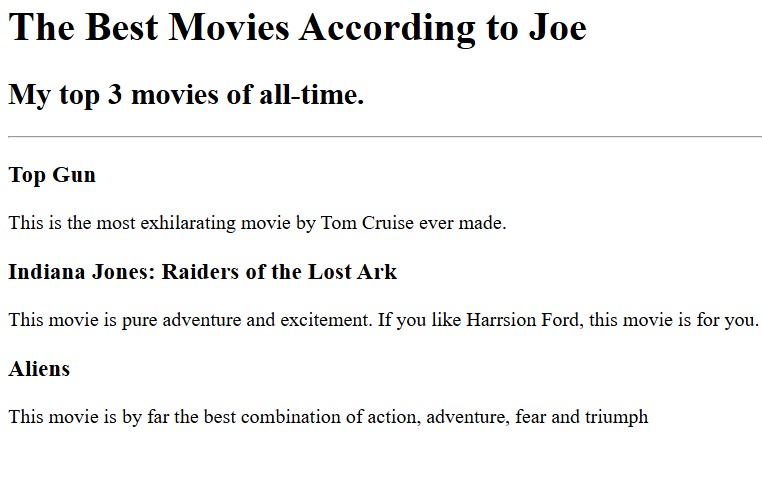 The Best Movies According to Joe
My top 3 movies of all-time.
Top Gun
This is the most exhilarating movie by Tom Cruise ever made.
Indiana Jones: Raiders of the Lost Ark
This movie is pure adventure and excitement. If you like Harrsion Ford, this movie is for you.
Aliens
This movie is by far the best combination of action, adventure, fear and triumph